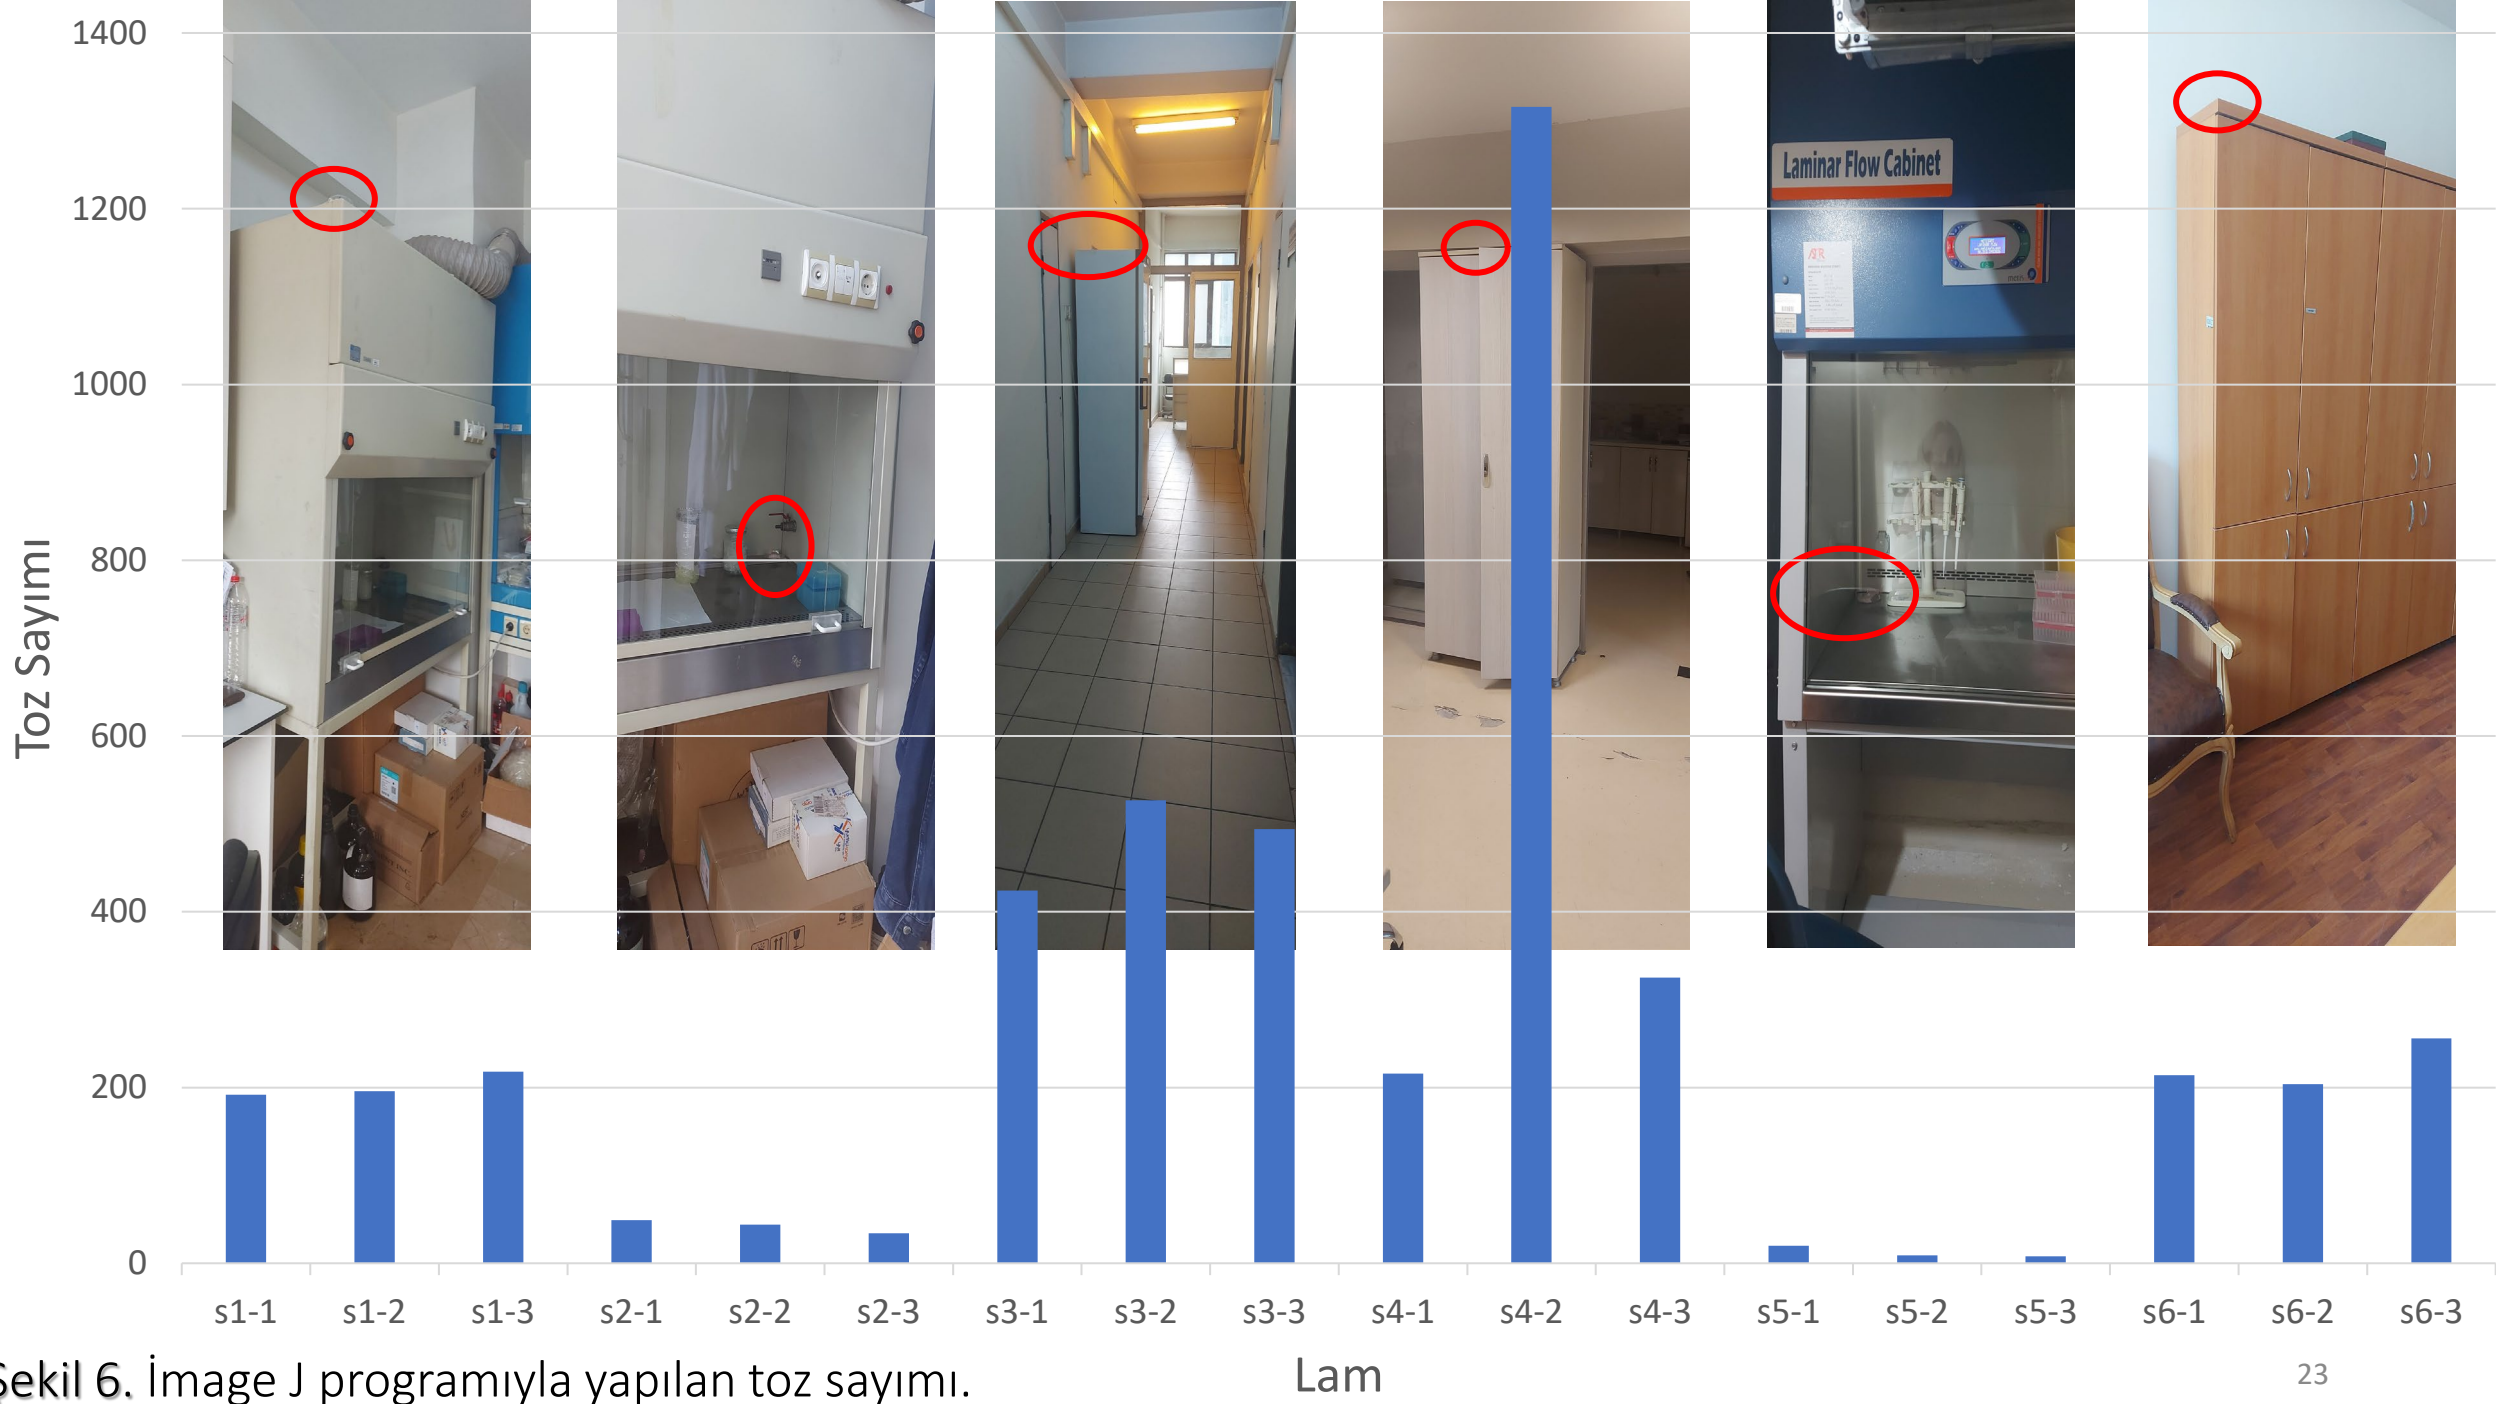 1400
1200
1000
800
600
400
200
0
Toz Sayımı
Laminar Flow Cabinet
s1-1 s1-2 s1-3 s2-1 s2-2 s2-3 s3-1 s3-2 s3-3 s4-1 s4-2 s4-3 s5-1 s5-2 s5-3 s6-1 s6-2 s6-3
Lam
Şekil 6. İmage J programıyla yapılan toz sayımı.
23